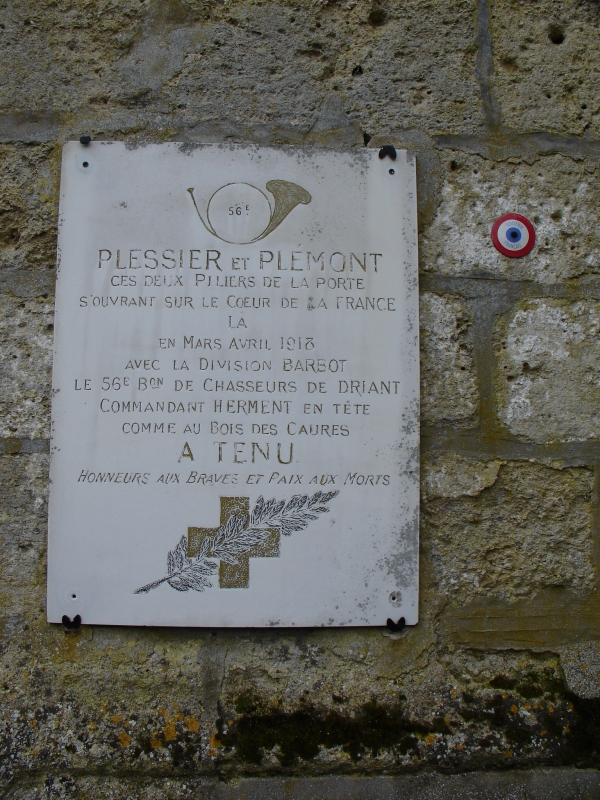 56E
PLESSIER ET PLÉMONT
CES DEUX PILIERS DE LA PORTE
S'OUVRANT SUR LE COEUR DE LA FRANCE
LA
EN MARS AVRIL 1918
AVEC LA DIVISION BARBOT
LE 56E BON DE CHASSEURS DE DRIANT
COMMANDANT HERMENT EN TÊTE
COMME AU BOIS DES CAURES
A TENU
HONNEURS AUX BRAVES ET PAIX AUX MORTS